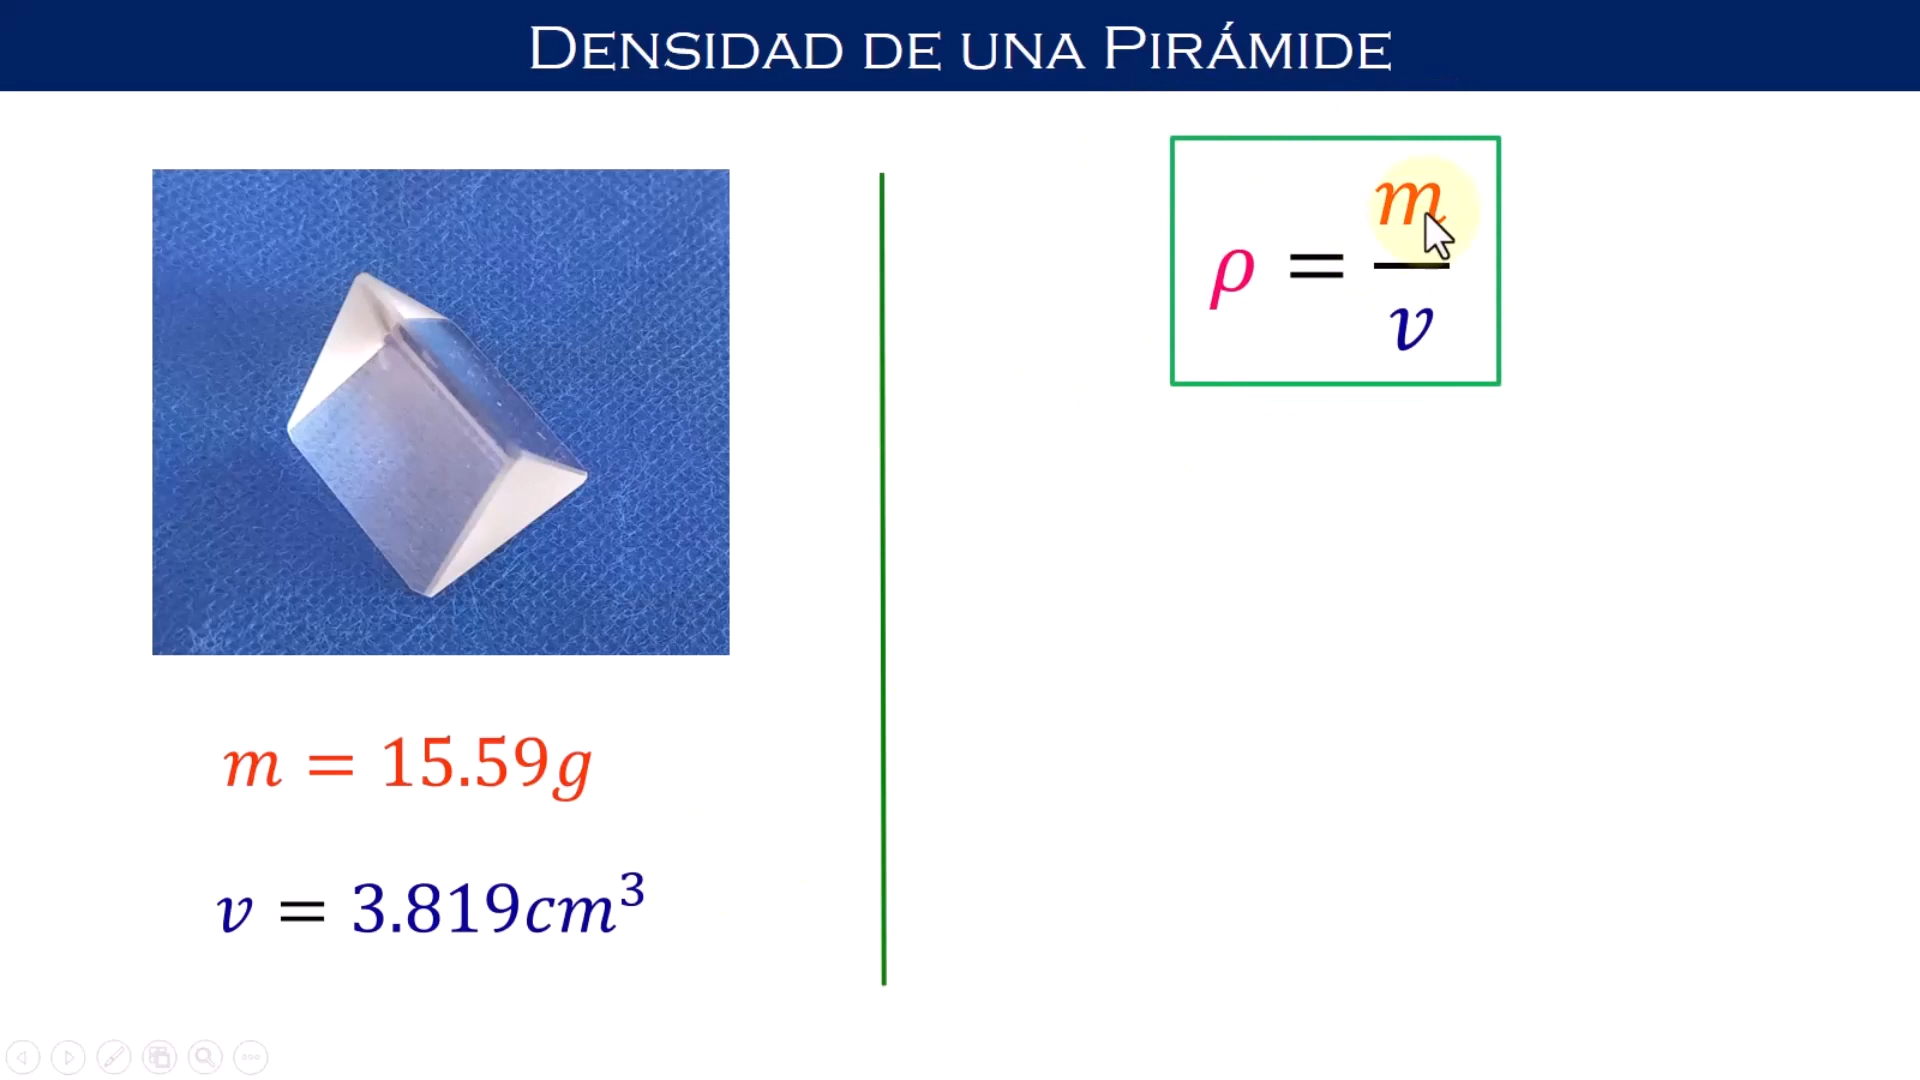 DENSIDAD DE UNA PIRÁMIDE
ρ = m/v
m = 15.59g
v = 3.819cm³